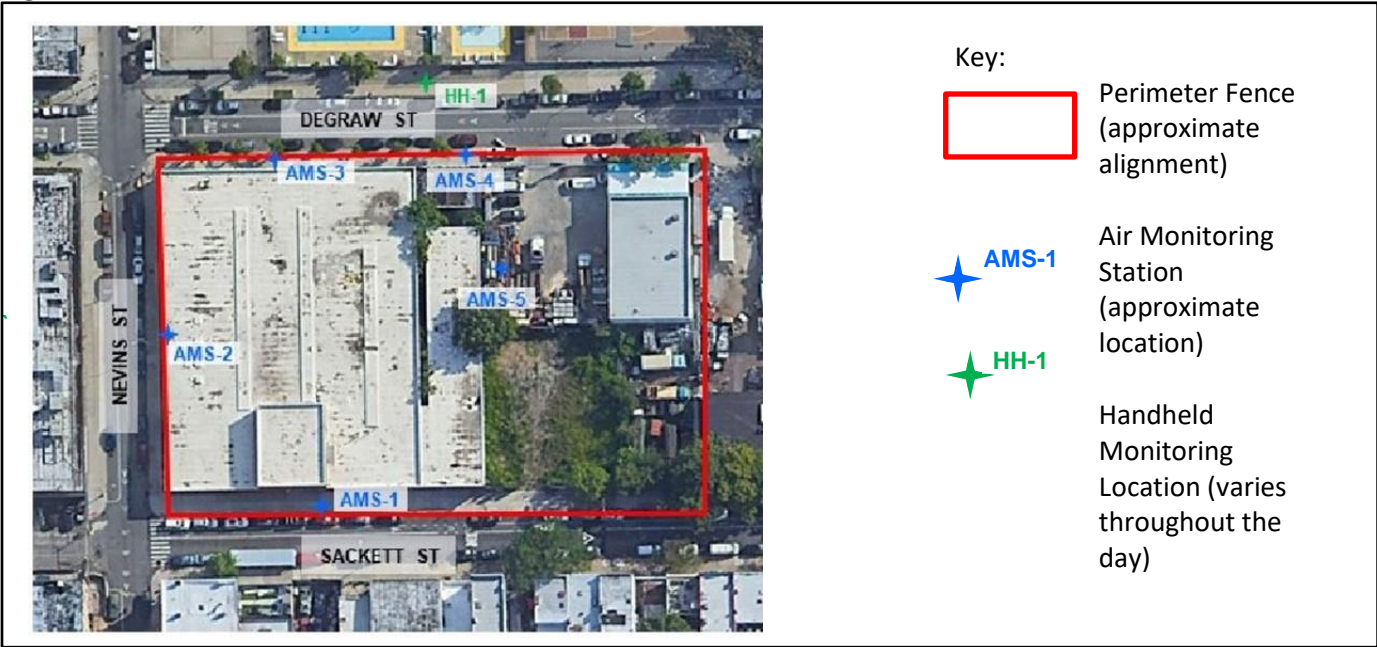 HH-1
DEGRAW ST
AMS-3
AMS-4
AMS-5
AMS-2
NEVINS ST
AMS-1
SACKETT ST
Key:
Perimeter Fence
(approximate
alignment)
AMS-1
Air Monitoring
Station
(approximate
location)
HH-1
Handheld
Monitoring
Location (varies
throughout the
day)